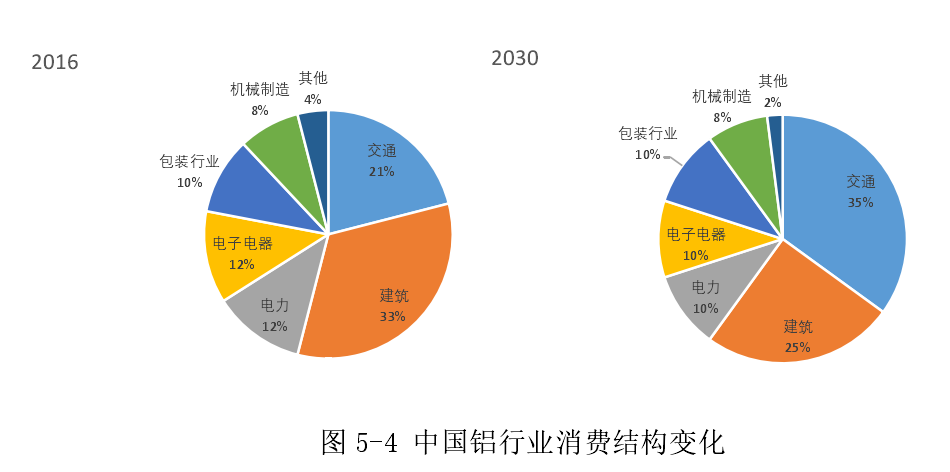 2016
其他
4%
机械制造
8%
交通
21%
包装行业
10%
电子电器
12%
电力
12%
建筑
33%
2030
其他
2%
机械制造
8%
包装行业
10%
交通
35%
电子电器
10%
电力
10%
建筑
25%
图 5-4 中国铝行业消费结构变化